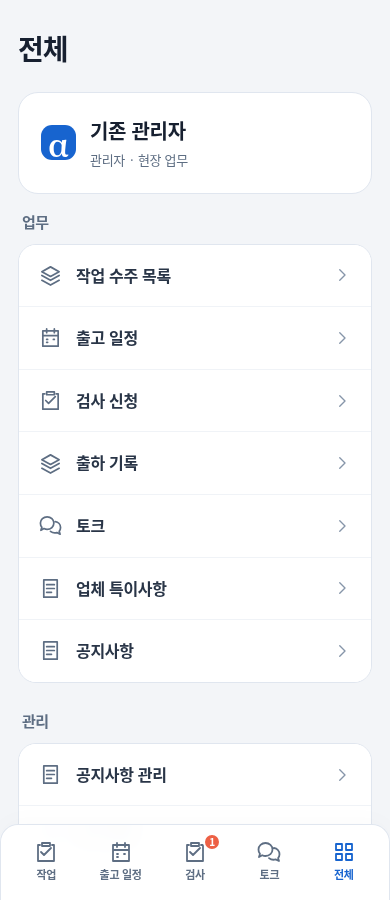 전체
α
기존 관리자
관리자 · 현장 업무
업무
작업 수주 목록
출고 일정
검사 신청
출하 기록
토크
업체 특이사항
공지사항
관리
공지사항 관리
1
작업
출고 일정
검사
토크
전체